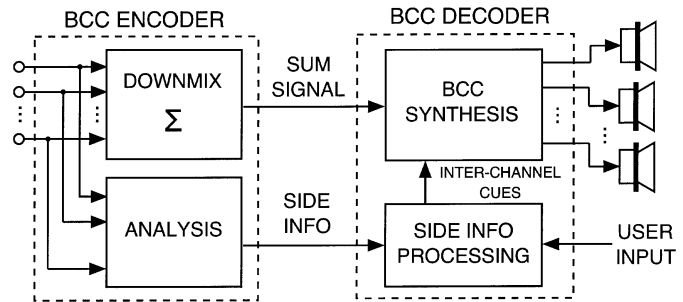 BCC ENCODER
BCC DECODER
DOWNMIX
Σ
SUM
SIGNAL
BCC
SYNTHESIS
INTER-CHANNEL
CUES
ANALYSIS
SIDE
INFO
SIDE INFO
PROCESSING
USER
INPUT